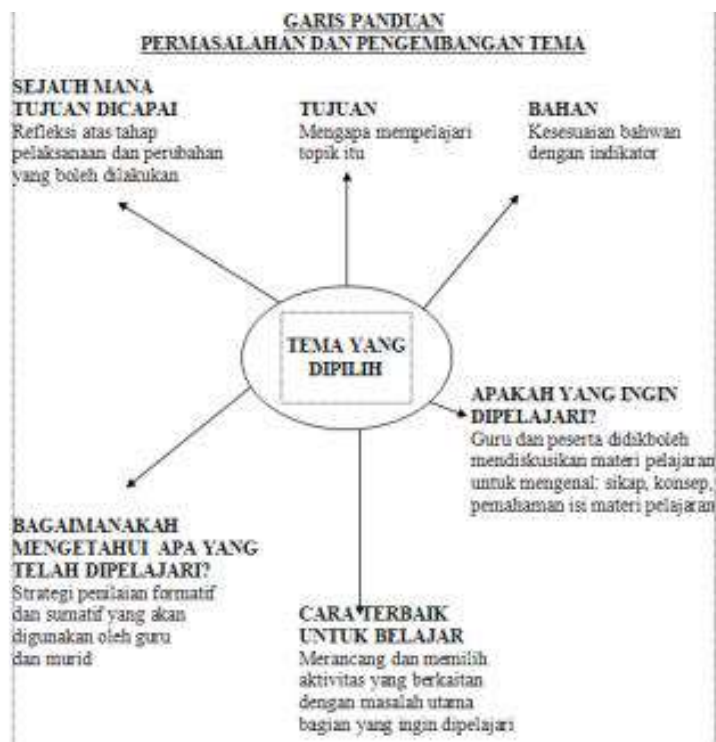 GARIS PANDUAN
PERMASALAHAN DAN PENGEMBANGAN TEMA
SEJAUH MANA
TUJUAN DICAPAI
Refleksi atas tahap
pelaksanaan dan perubahan
yang boleh dilakukan
TUJUAN
Mengapa mempelajari
topik itu
BAHAN
Kesesuaian bahwan
dengan indikator
TEMA YANG
DIPILIH
APAKAH YANG INGIN
DIPELAJARI?
Guru dan peserta didikboleh
mendiskusikan materi pelajaran
untuk mengenal: sikap, konsep,
pemahaman isi materi pelajaran
BAGAIMANAKAH
MENGETAHUI APA YANG
TELAH DIPELAJARI?
Strategi penilaian formatif
dan sumatif yang akan
digunakan oleh guru
dan murid
CARA TERBAIK
UNTUK BELAJAR
Merancang dan memilih
aktivitas yang berkaitan
dengan masalah utama
bagian yang ingin dipelajari